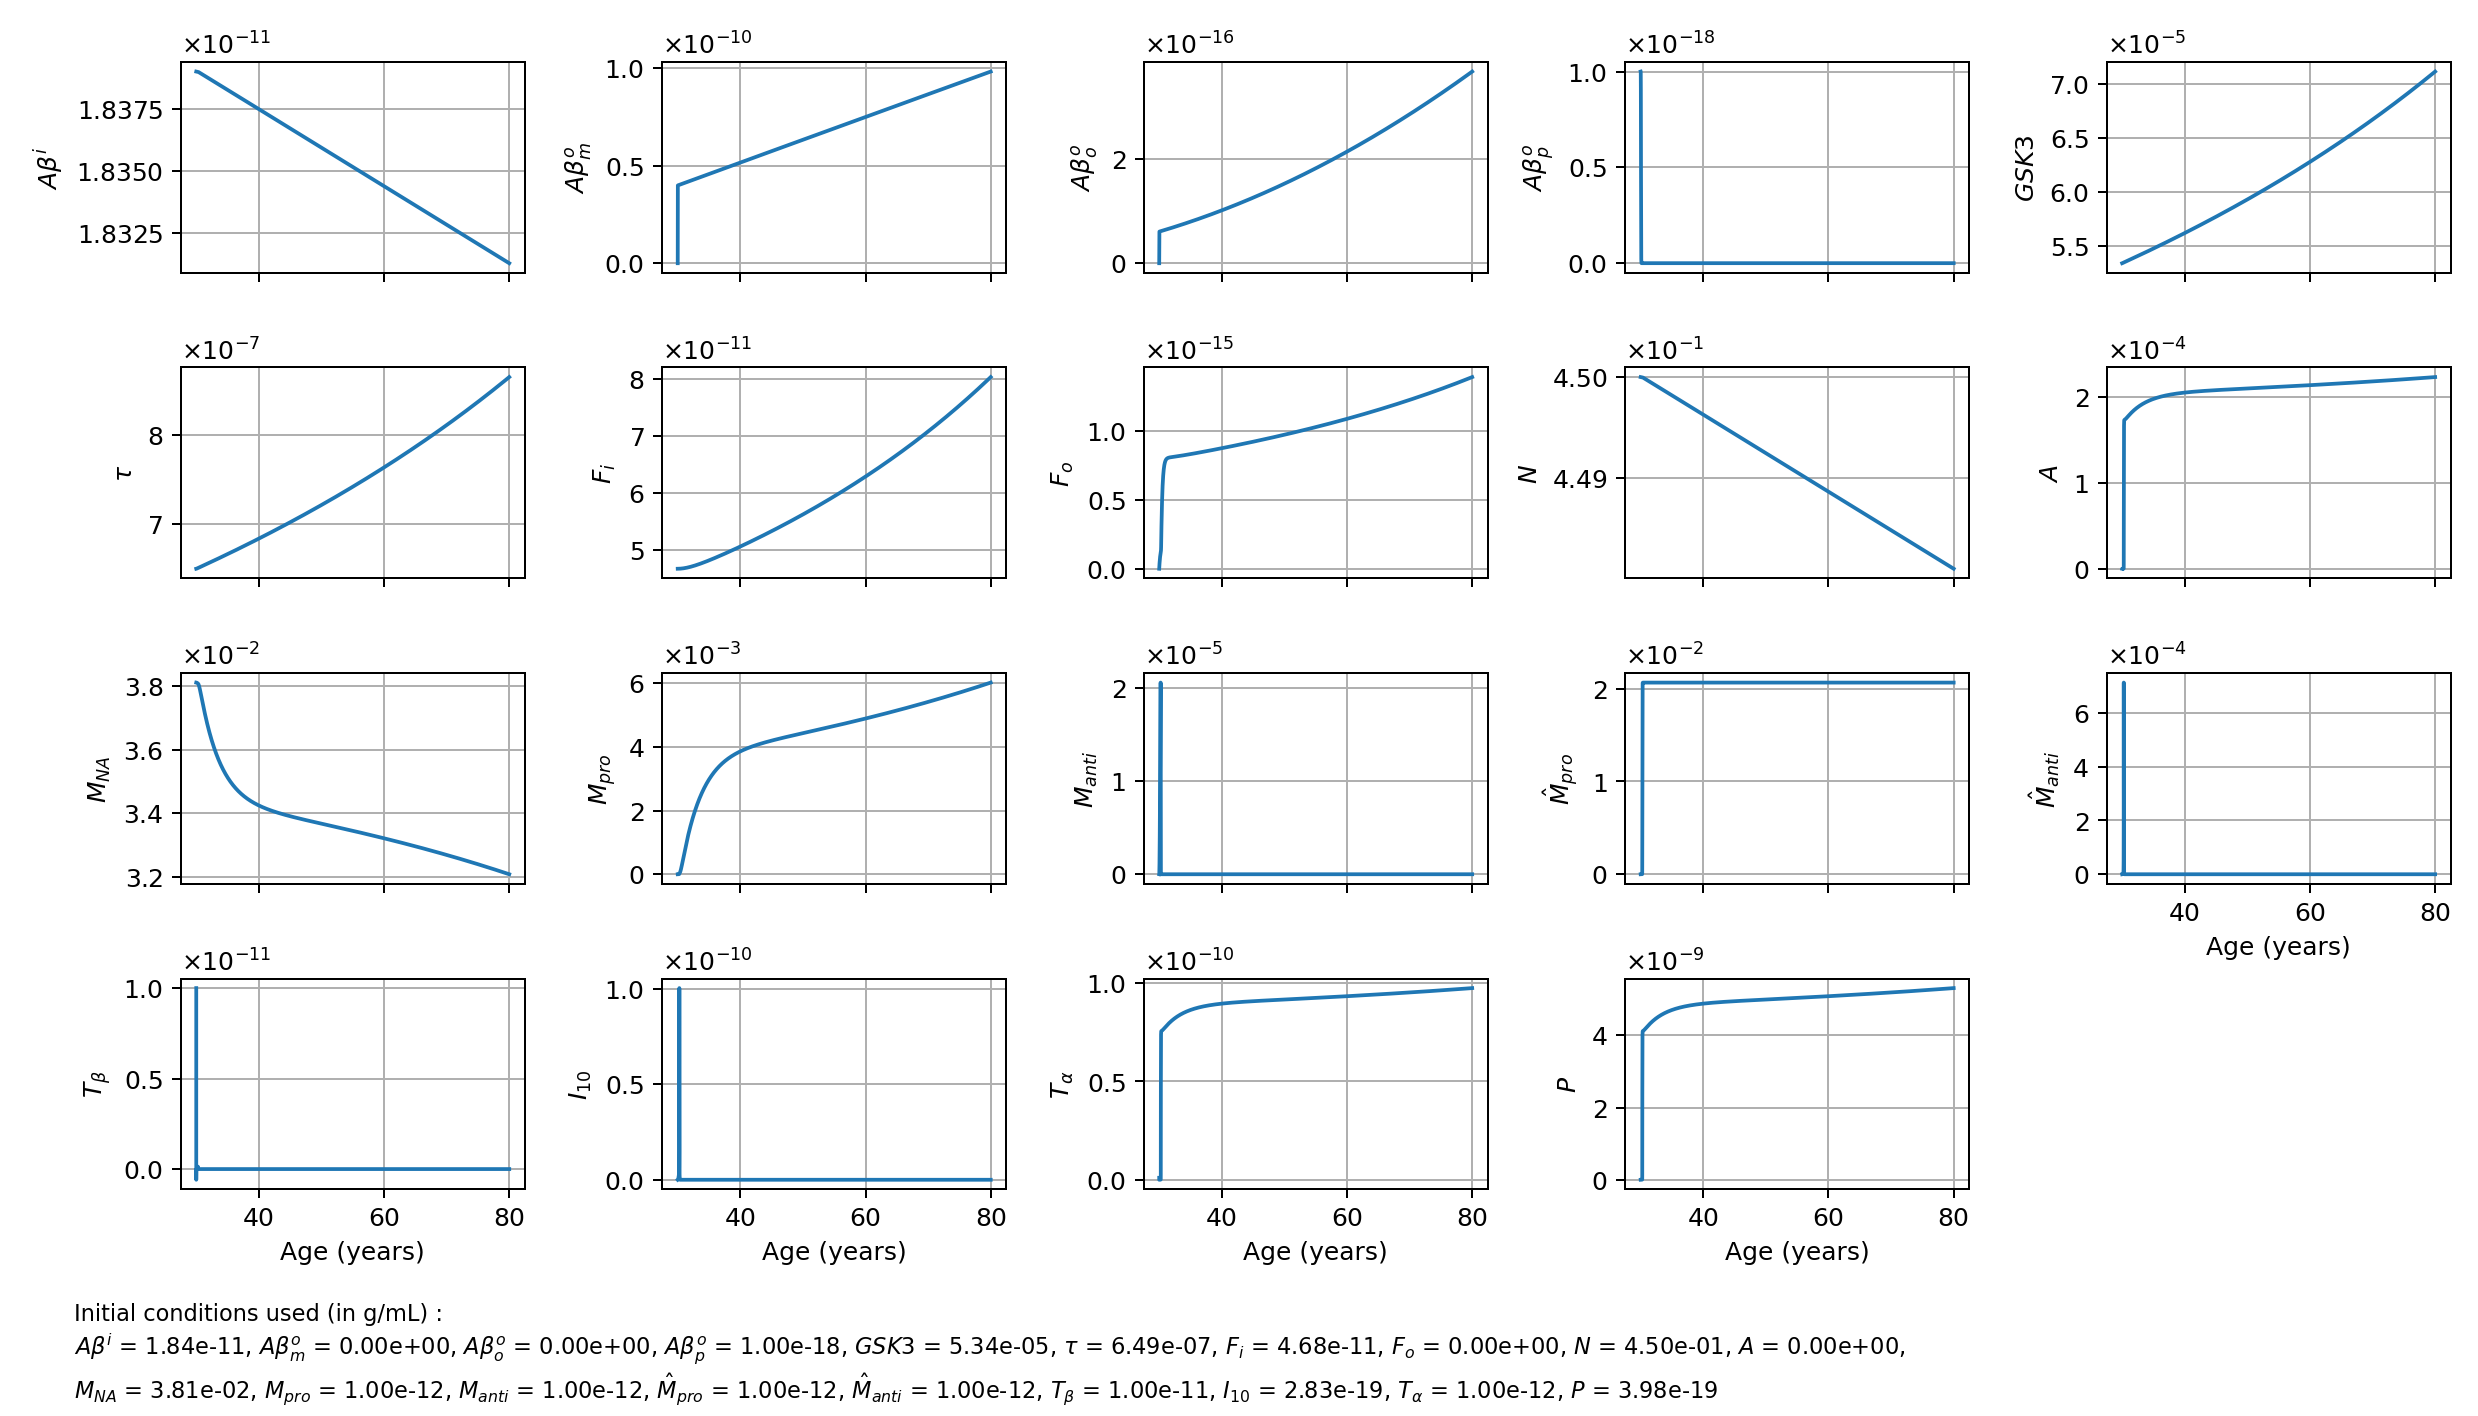 ×10⁻¹¹ ×10⁻¹⁰ ×10⁻¹⁶ ×10⁻¹⁸ ×10⁻⁵
Aβⁱ 1.8375 1.8350 1.8325
Aβₘᵒ 1.0 0.5 0.0
Aβₒᵒ 2 0
Aβₚᵒ 1.0 0.5 0.0
GSK3 7.0 6.5 6.0 5.5
×10⁻⁷ ×10⁻¹¹ ×10⁻¹⁵ ×10⁻¹ ×10⁻⁴
τ 8 7
Fᵢ 8 7 6 5
Fₒ 1.0 0.5 0.0
N 4.50 4.49
A 2 1 0
×10⁻² ×10⁻³ ×10⁻⁵ ×10⁻² ×10⁻⁴
M_NA 3.8 3.6 3.4 3.2
M_pro 6 4 2 0
M_anti 2 1 0
M̂_pro 2 1 0
M̂_anti 6 4 2 0
40 60 80
Age (years)
×10⁻¹¹ ×10⁻¹⁰ ×10⁻¹⁰ ×10⁻⁹
T_β 1.0 0.5 0.0
I₁₀ 1.0 0.5 0.0
T_α 1.0 0.5 0.0
P 4 2 0
40 60 80 40 60 80 40 60 80 40 60 80
Age (years) Age (years) Age (years) Age (years)
Initial conditions used (in g/mL) :
Aβⁱ = 1.84e-11, Aβₘᵒ = 0.00e+00, Aβₒᵒ = 0.00e+00, Aβₚᵒ = 1.00e-18, GSK3 = 5.34e-05, τ = 6.49e-07, Fᵢ = 4.68e-11, Fₒ = 0.00e+00, N = 4.50e-01, A = 0.00e+00,
M_NA = 3.81e-02, M_pro = 1.00e-12, M_anti = 1.00e-12, M̂_pro = 1.00e-12, M̂_anti = 1.00e-12, T_β = 1.00e-11, I₁₀ = 2.83e-19, T_α = 1.00e-12, P = 3.98e-19